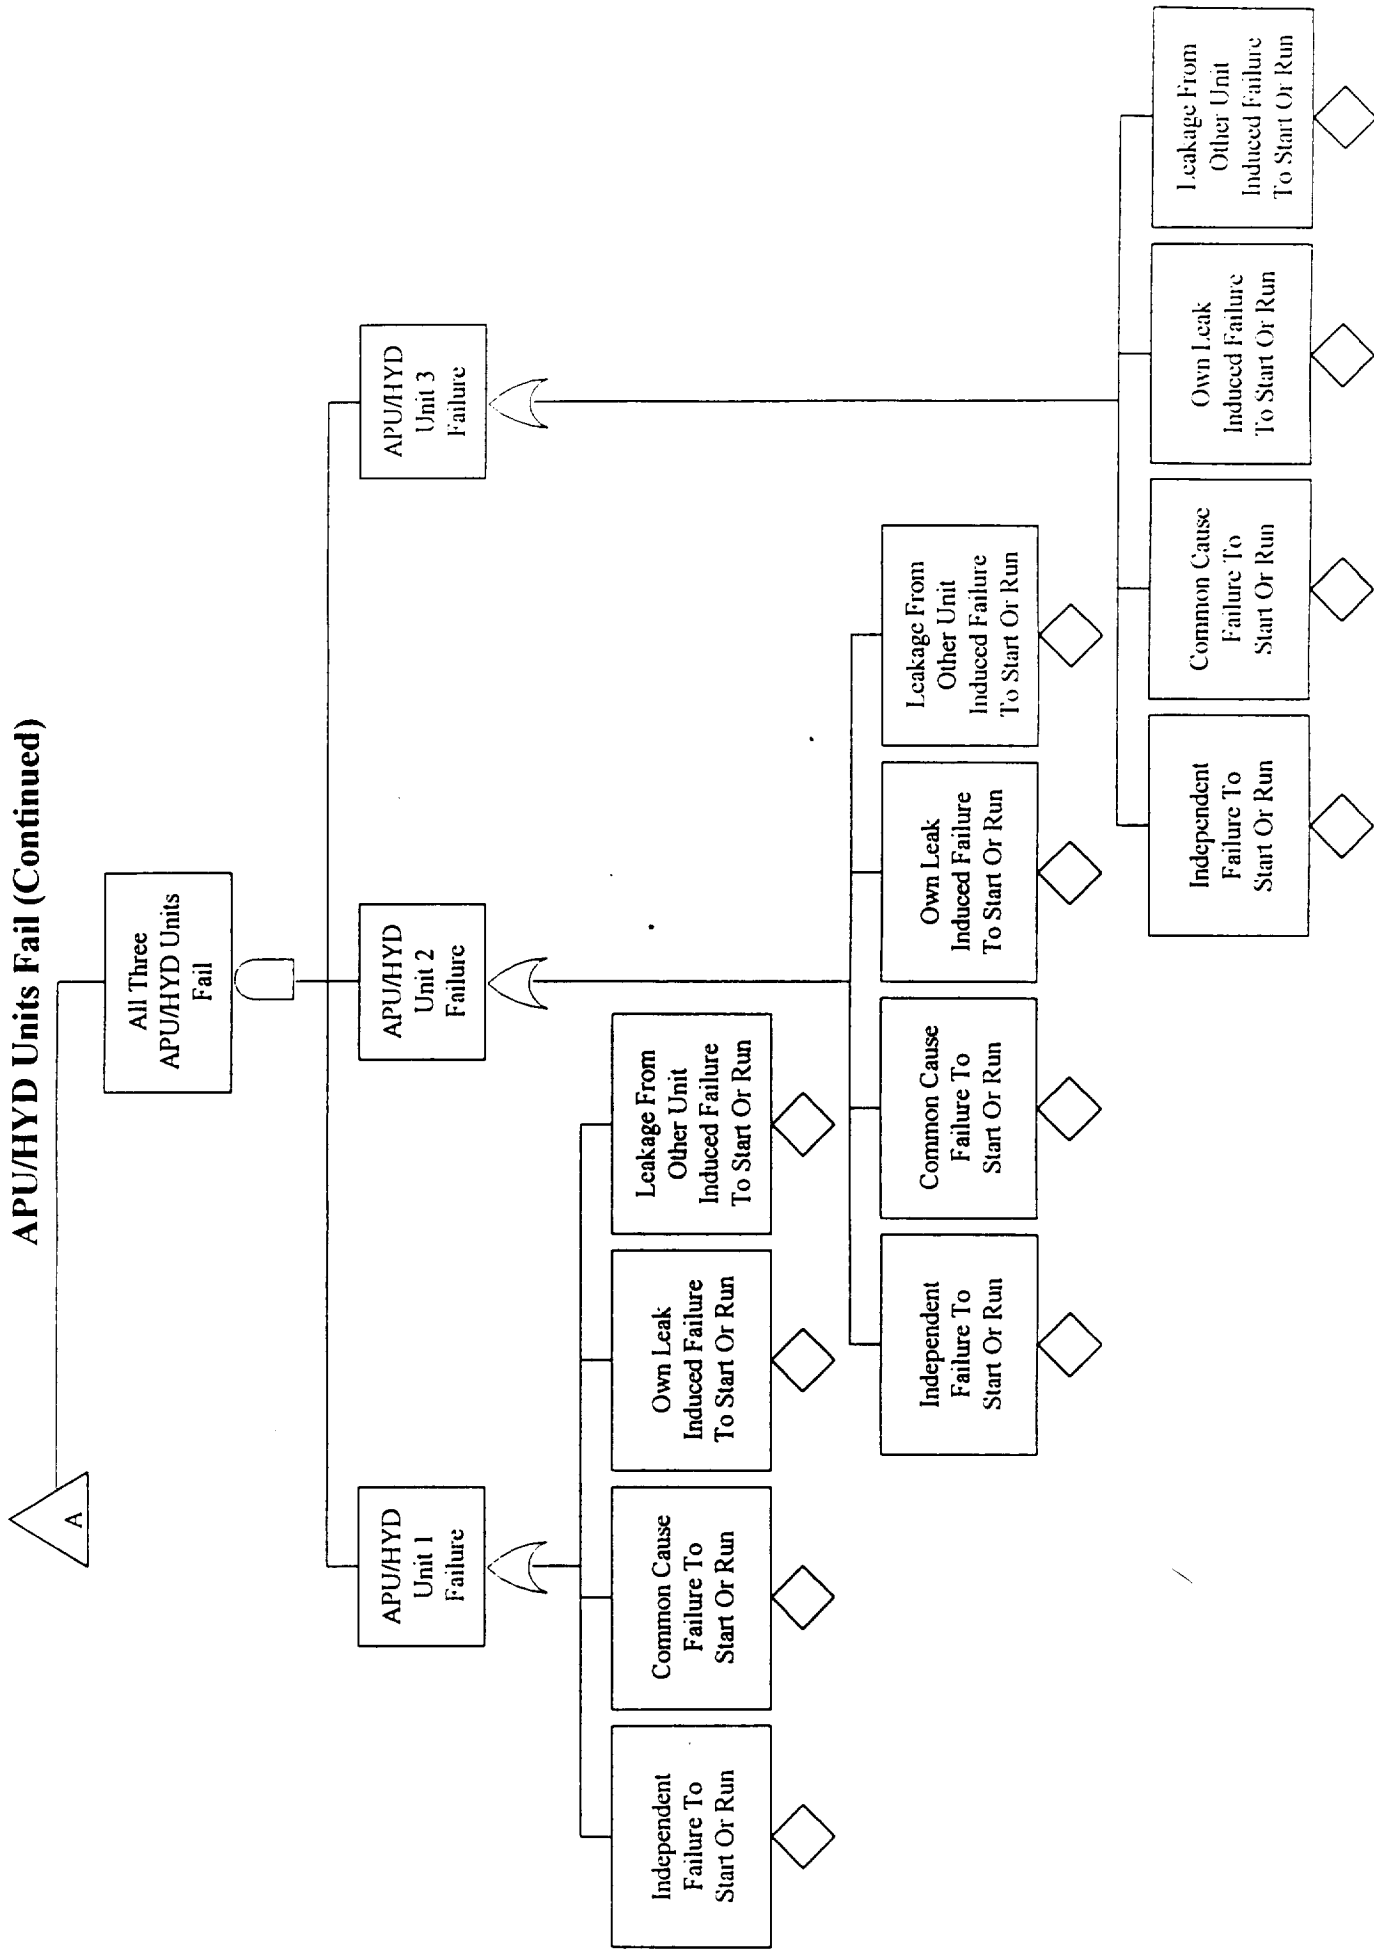 APU/HYD Units Fail (Continued)
A
All Three
APU/HYD Units
Fail
APU/HYD
Unit 1
Failure
APU/HYD
Unit 2
Failure
APU/HYD
Unit 3
Failure
Independent
Failure To
Start Or Run
Common Cause
Failure To
Start Or Run
Own Leak
Induced Failure
To Start Or Run
Leakage From
Other Unit
Induced Failure
To Start Or Run
Independent
Failure To
Start Or Run
Common Cause
Failure To
Start Or Run
Own Leak
Induced Failure
To Start Or Run
Leakage From
Other Unit
Induced Failure
To Start Or Run
Independent
Failure To
Start Or Run
Common Cause
Failure To
Start Or Run
Own Leak
Induced Failure
To Start Or Run
Leakage From
Other Unit
Induced Failure
To Start Or Run